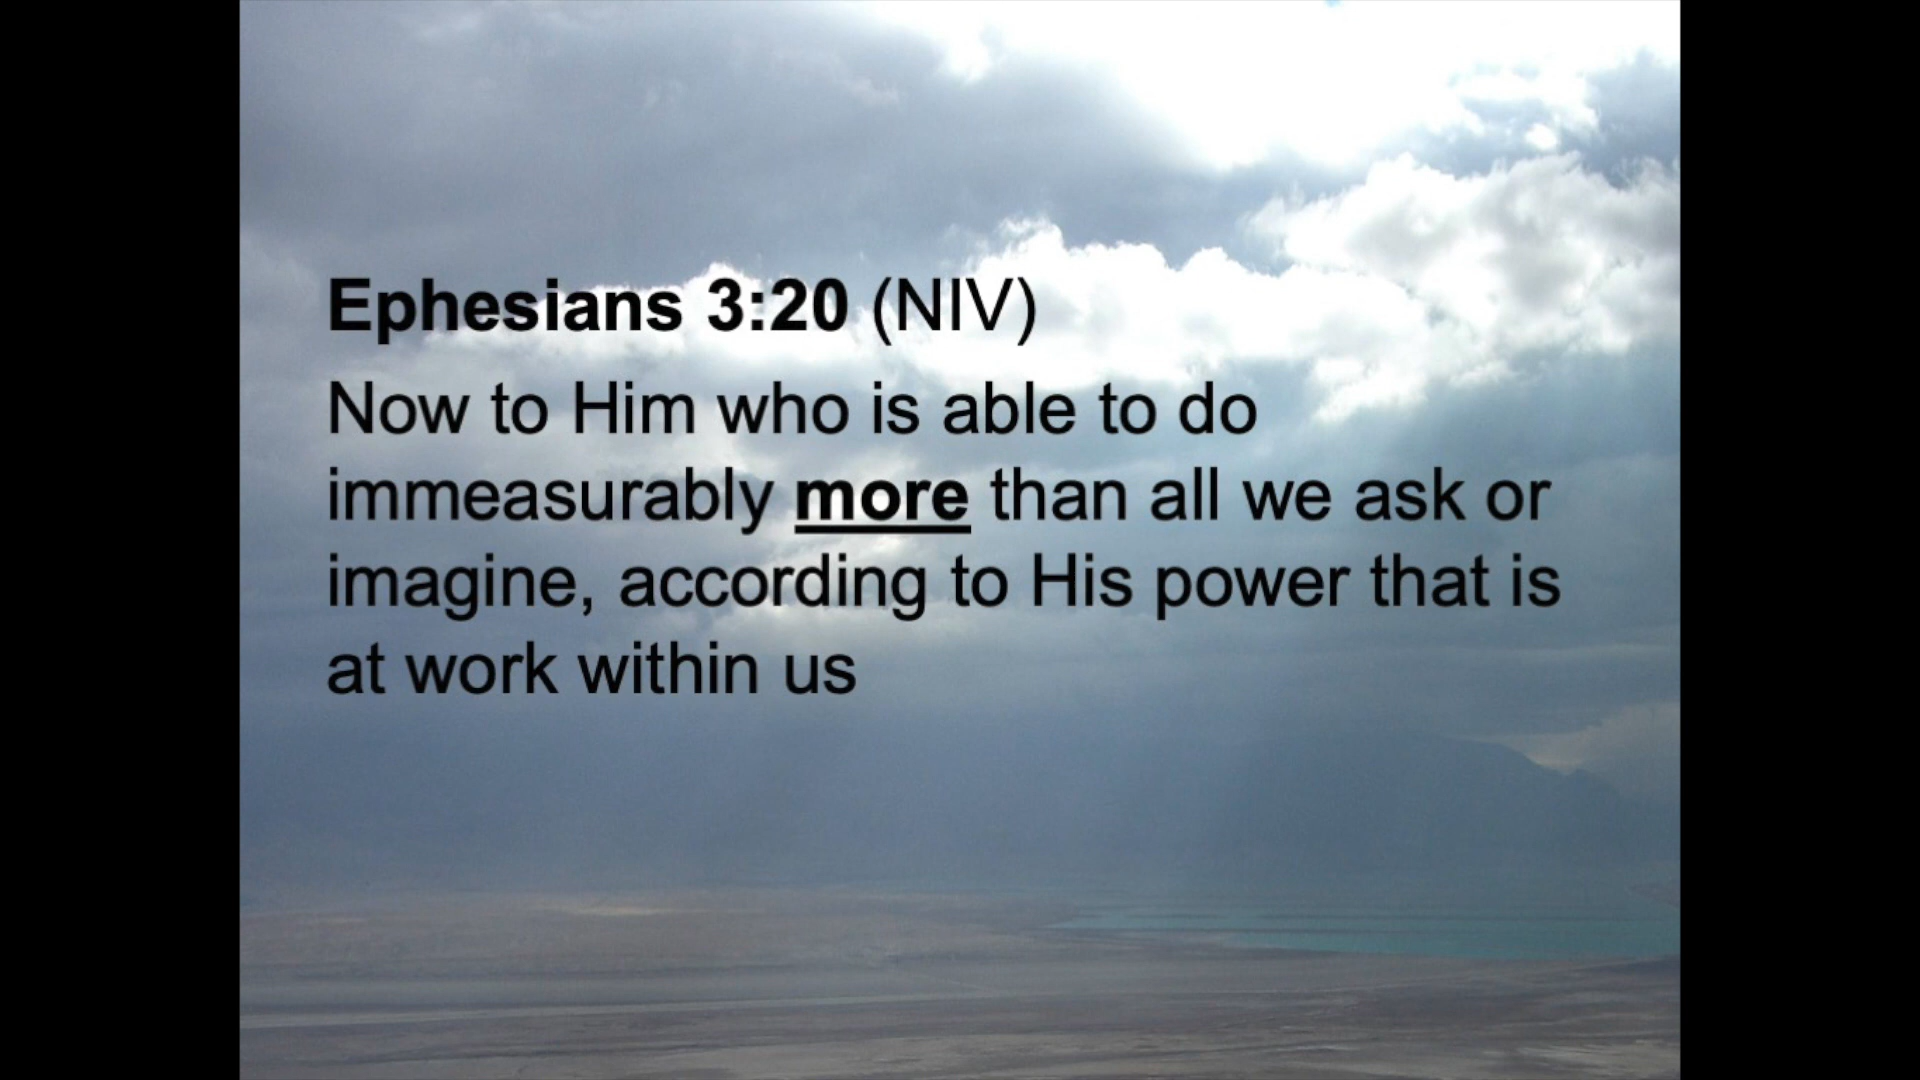 Ephesians 3:20 (NIV)
Now to Him who is able to do
immeasurably more than all we ask or
imagine, according to His power that is
at work within us